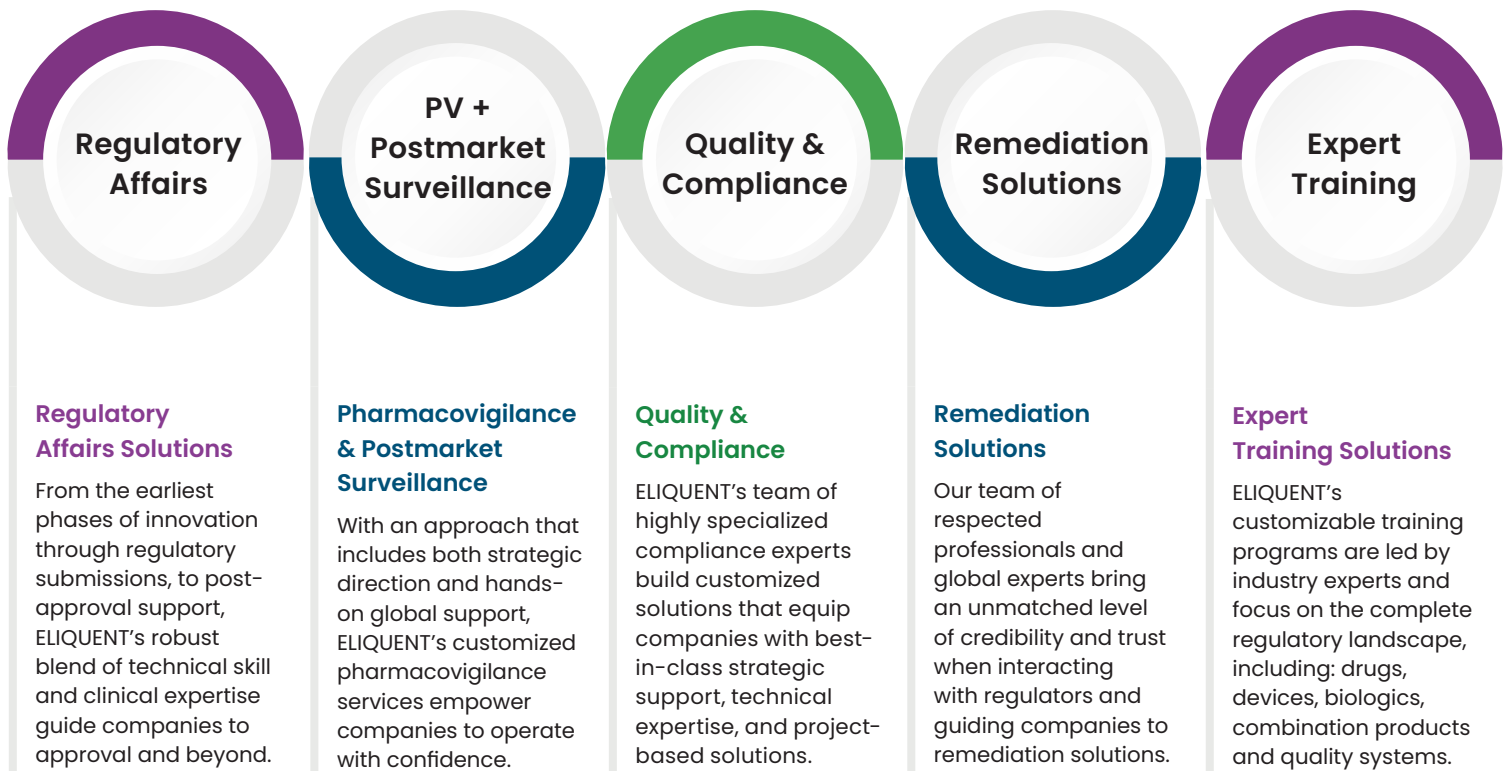 Regulatory
Affairs
PV +
Postmarket
Surveillance
Quality &
Compliance
Remediation
Solutions
Expert
Training
Regulatory
Affairs Solutions
From the earliest
phases of innovation
through regulatory
submissions, to post-
approval support,
ELIQUENT's robust
blend of technical skill
and clinical expertise
guide companies to
approval and beyond.
Pharmacovigilance
& Postmarket
Surveillance
With an approach that
includes both strategic
direction and hands-
on global support,
ELIQUENT's customized
pharmacovigilance
services empower
companies to operate
with confidence.
Quality &
Compliance
ELIQUENT's team of
highly specialized
compliance experts
build customized
solutions that equip
companies with best-
in-class strategic
support, technical
expertise, and project-
based solutions.
Remediation
Solutions
Our team of
respected
professionals and
global experts bring
an unmatched level
of credibility and trust
when interacting
with regulators and
guiding companies to
remediation solutions.
Expert
Training Solutions
ELIQUENT's
customizable training
programs are led by
industry experts and
focus on the complete
regulatory landscape,
including: drugs,
devices, biologics,
combination products
and quality systems.